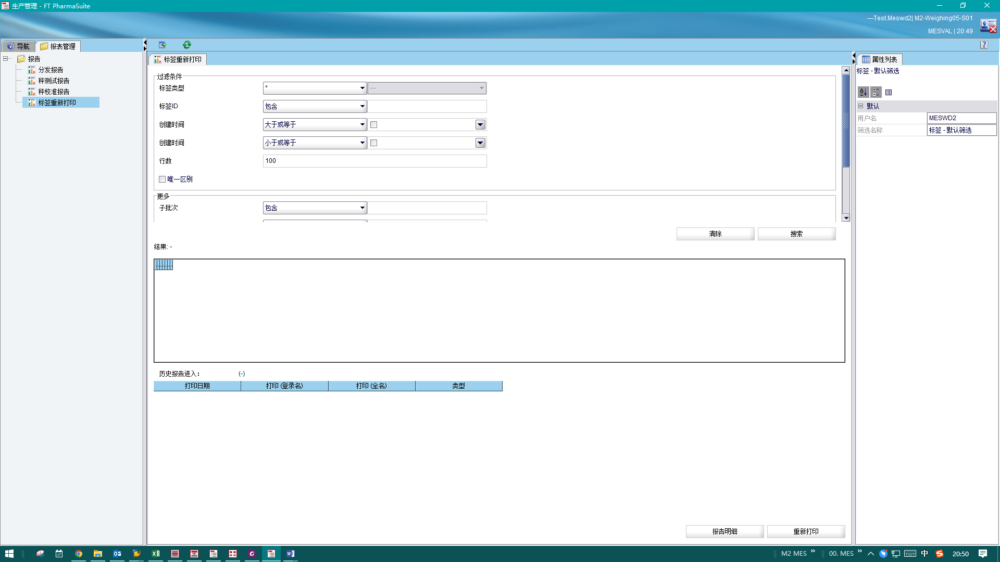 生产管理 - FT PharmaSuite
---Test.Meswd2| M2-Weighing05-S01
MESVAL | 20:49
导航
报表管理
报告
分发报告
秤测试报告
秤校准报告
标签重新打印
标签重新打印
过滤条件
标签类型
*
---
标签ID
包含
创建时间
大于或等于
创建时间
小于或等于
行数
100
唯一区别
更多
子批次
包含
清除
搜索
结果: -
历史报告进入：
(-)
打印日期
打印 (登录名)
打印 (全名)
类型
报告明细
重新打印
属性列表
标签 - 默认筛选
默认
用户名
MESWD2
筛选名称
标签 - 默认筛选
M2 MES
00. MES
中
20:50